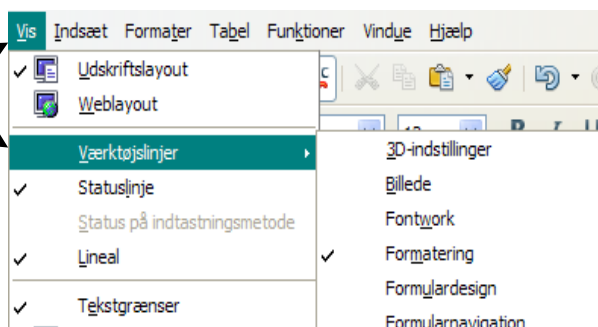 Vis Indsæt Formater Tabel Funktioner Vindue Hjælp
Udskriftslayout
Weblayout
Værktøjslinjer
Statuslinje
Status på indtastningsmetode
Lineal
Tekstgrænser
3D-indstillinger
Billede
Fontwork
Formatering
Formulardesign
Formularnavigation